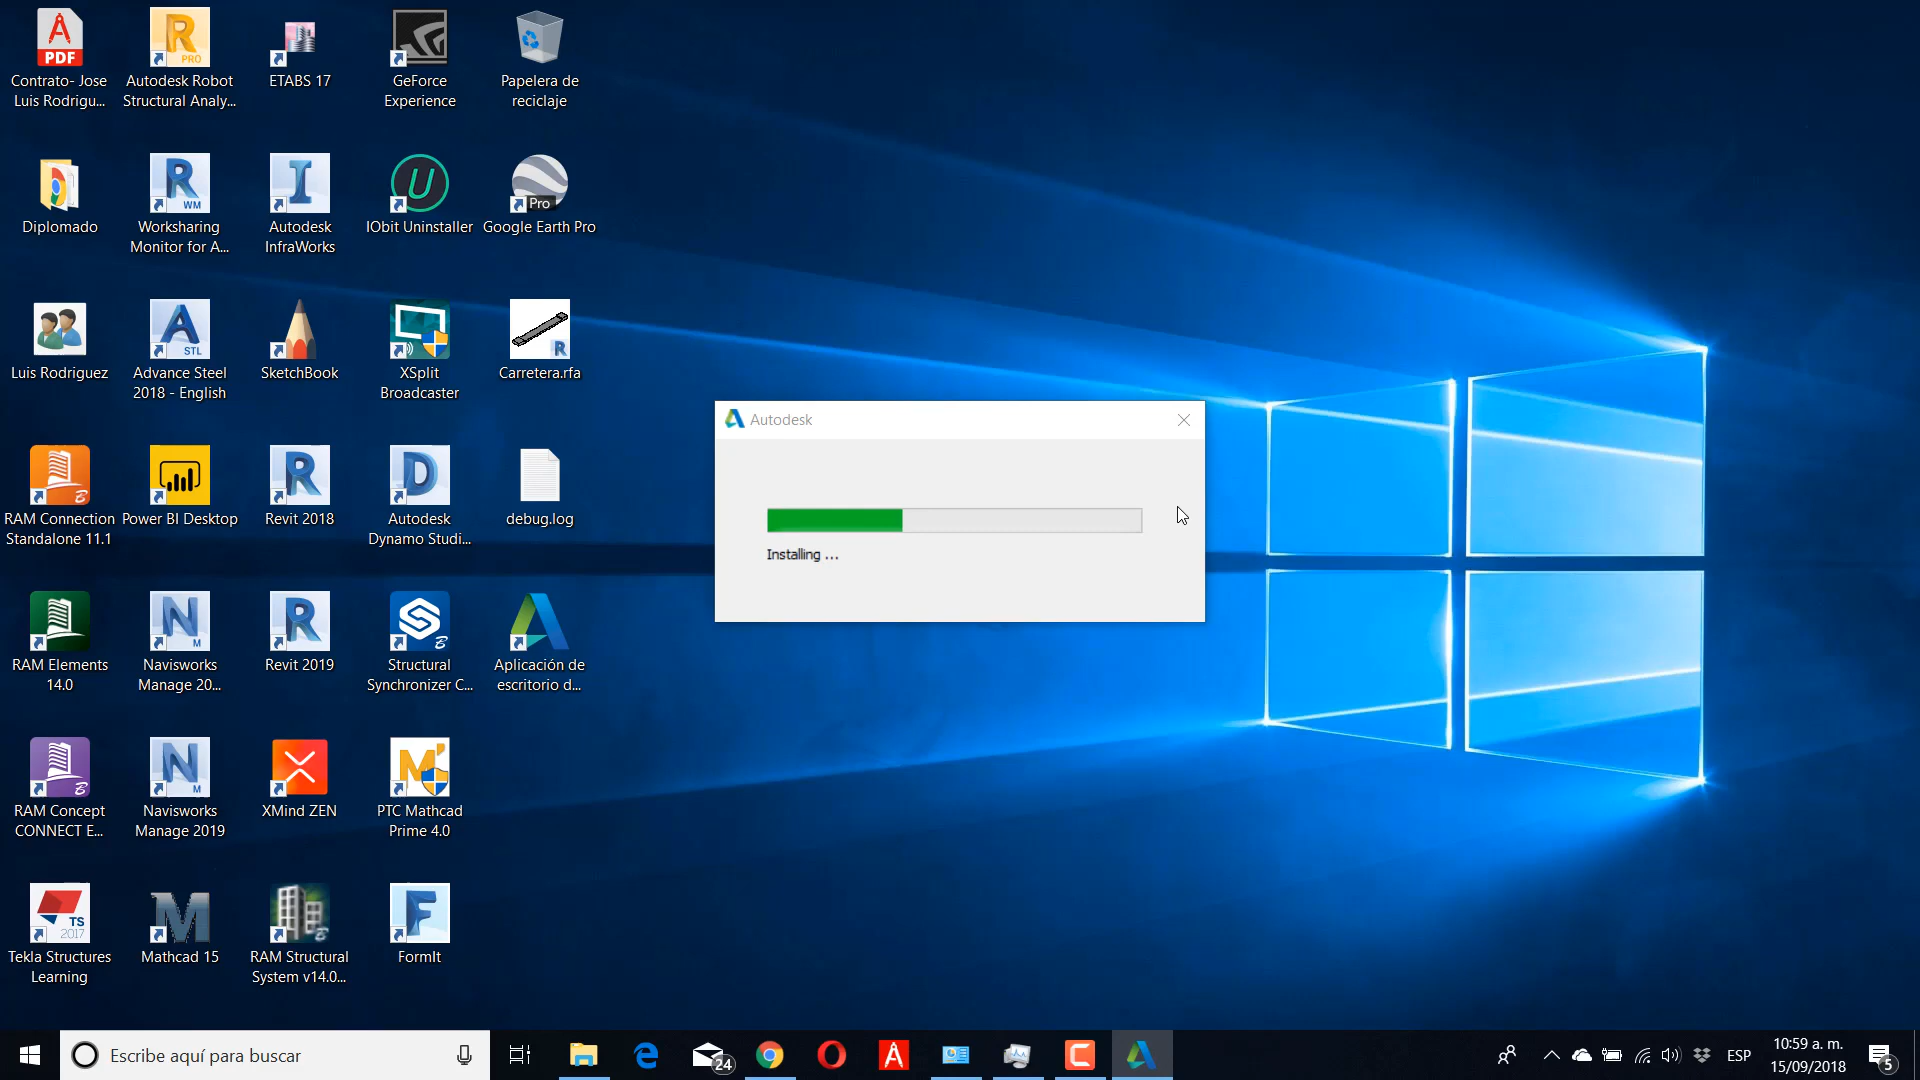 PDF
Contrato- Jose
Luis Rodrigu...
PRO
Autodesk Robot
Structural Analy...
ETABS 17
GeForce
Experience
Papelera de
reciclaje
Diplomado
WM
Worksharing
Monitor for A...
Autodesk
InfraWorks
IObit Uninstaller
Pro
Google Earth Pro
Luis Rodriguez
STL
Advance Steel
2018 - English
SketchBook
XSplit
Broadcaster
Carretera.rfa
RAM Connection
Standalone 11.1
Power BI Desktop
Revit 2018
Autodesk
Dynamo Studi...
debug.log
RAM Elements
14.0
M
Navisworks
Manage 20...
Revit 2019
Structural
Synchronizer C...
Aplicación de
escritorio d...
RAM Concept
CONNECT E...
M
Navisworks
Manage 2019
XMind ZEN
PTC Mathcad
Prime 4.0
TS
2017
Tekla Structures
Learning
Mathcad 15
RAM Structural
System v14.0...
FormIt
Autodesk
Installing ...
Escribe aquí para buscar
24
ESP
10:59 a. m.
15/09/2018
5